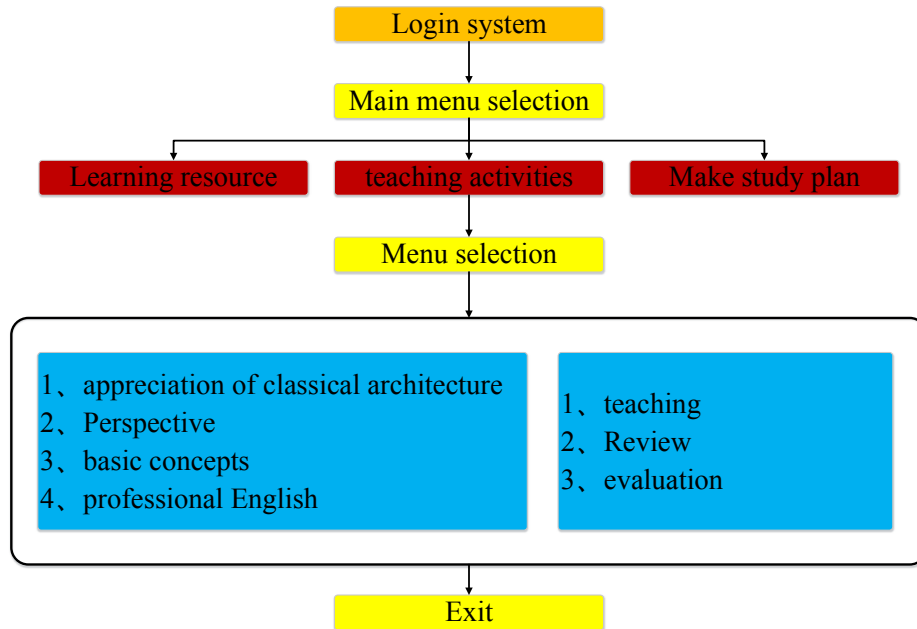 Login system
Main menu selection
Learning resource
teaching activities
Make study plan
Menu selection
1、appreciation of classical architecture
2、Perspective
3、basic concepts
4、professional English
1、teaching
2、Review
3、evaluation
Exit